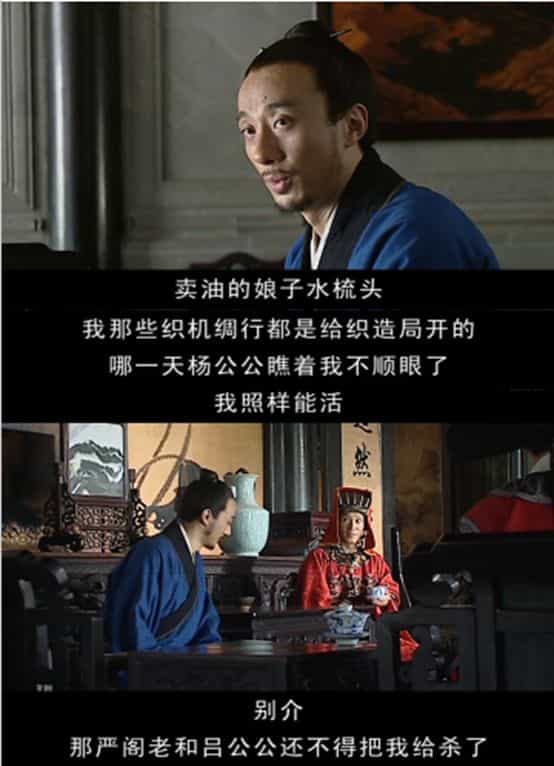 卖油的娘子水梳头
我那些织机绸行都是给织造局开的
哪一天杨公公瞧着我不顺眼了
我照样能活
然
别介
那严阁老和吕公公还不得把我给杀了